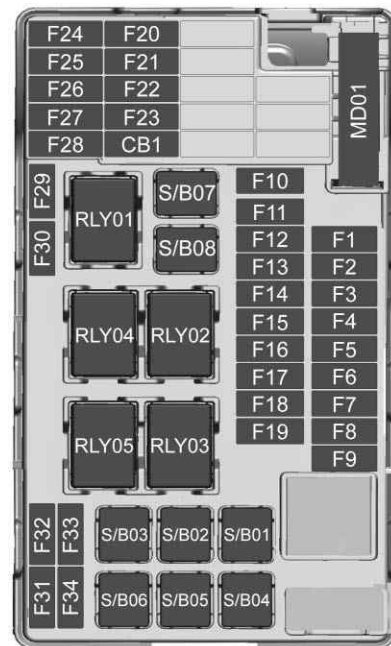 F24 F20
F25 F21
F26 F22
F27 F23
F28 CB1
MD01
F29
F30
RLY01
S/B07
S/B08
F10
F11
F12 F1
F13 F2
F14 F3
F15 F4
F16 F5
F17 F6
F18 F7
F19 F8
F9
RLY04 RLY02
RLY05 RLY03
F32 F33
F31 F34
S/B03 S/B02 S/B01
S/B06 S/B05 S/B04